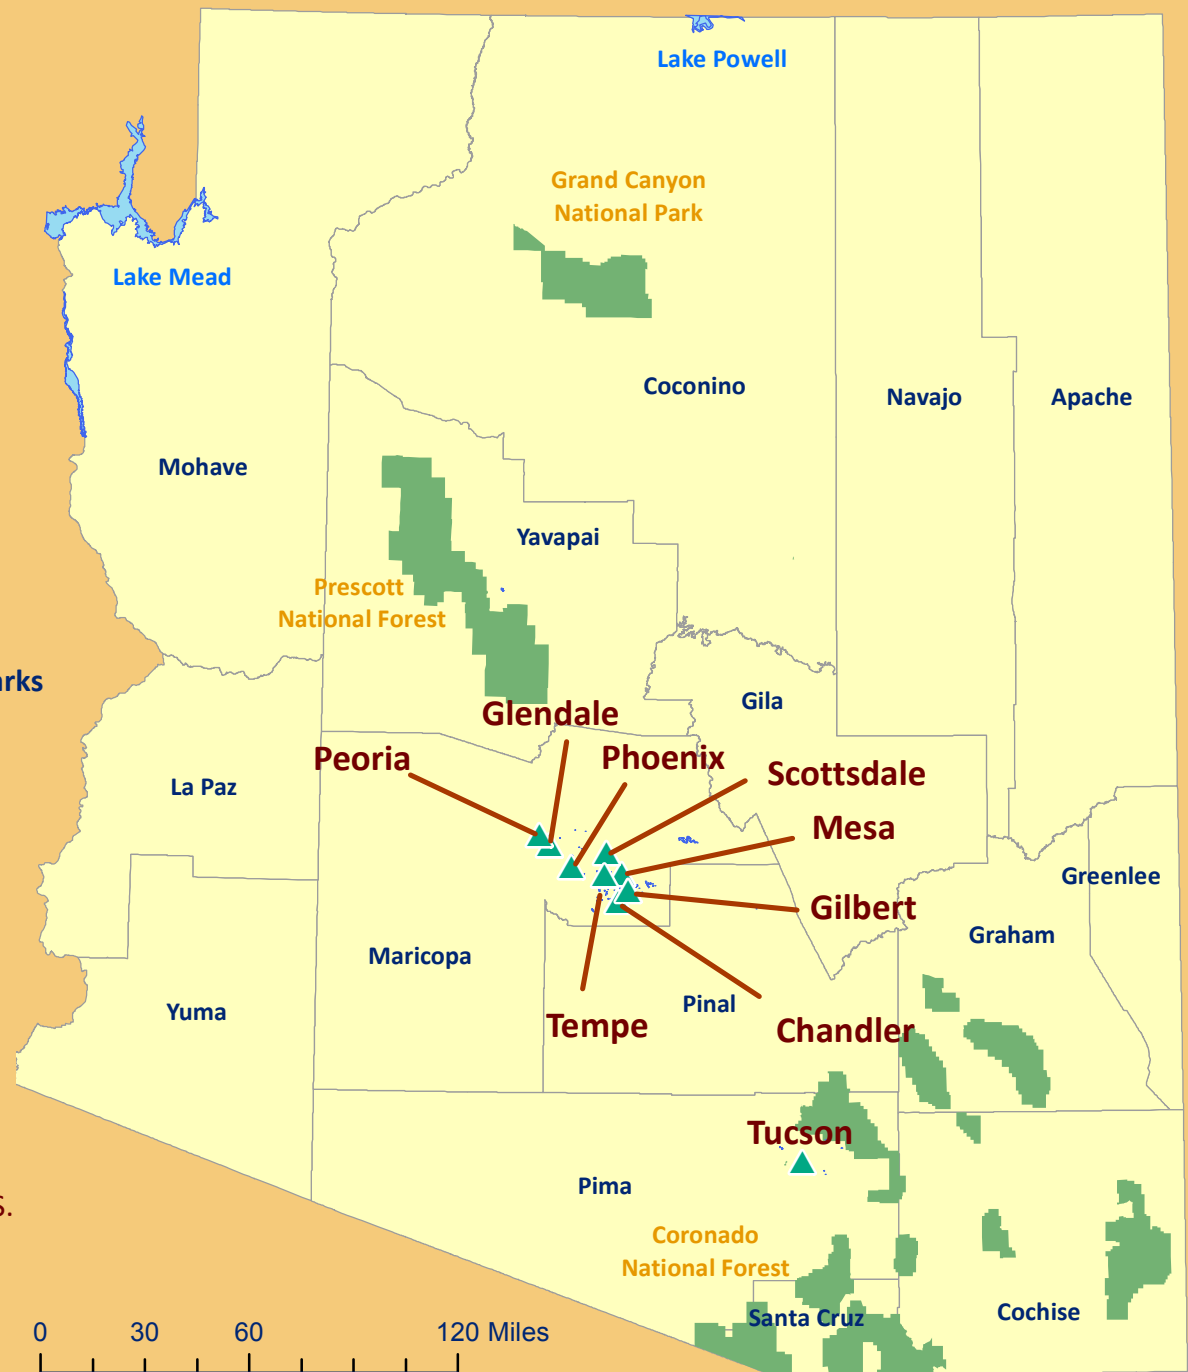 Lake Powell
Grand Canyon
National Park
Lake Mead
Coconino
Navajo
Apache
Mohave
Yavapai
Prescott
National Forest
arks
Gila
Glendale
Peoria
Phoenix
Scottsdale
La Paz
Mesa
Greenlee
Gilbert
Graham
Maricopa
Yuma
Pinal
Tempe
Chandler
Tucson
Pima
S.
Coronado
National Forest
Santa Cruz
Cochise
0 30 60 120 Miles